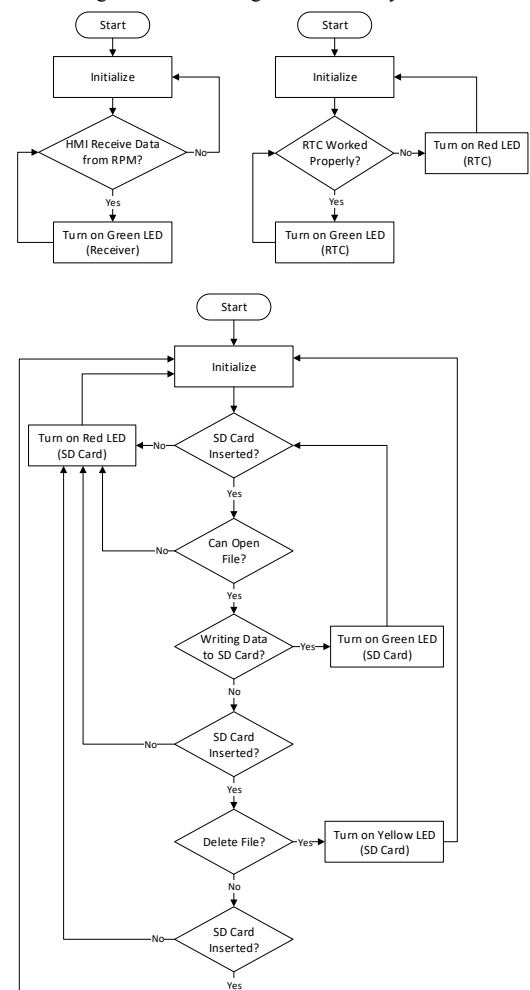 Start
Initialize
HMI Receive Data
from RPM?
No
Yes
Turn on Green LED
(Receiver)
Start
Initialize
RTC Worked
Properly?
No
Turn on Red LED
(RTC)
Yes
Turn on Green LED
(RTC)
Start
Initialize
Turn on Red LED
(SD Card)
No
SD Card
Inserted?
Yes
No
Can Open
File?
Yes
Writing Data
to SD Card?
Yes
Turn on Green LED
(SD Card)
No
No
SD Card
Inserted?
Yes
Delete File?
Yes
Turn on Yellow LED
(SD Card)
No
No
SD Card
Inserted?
Yes